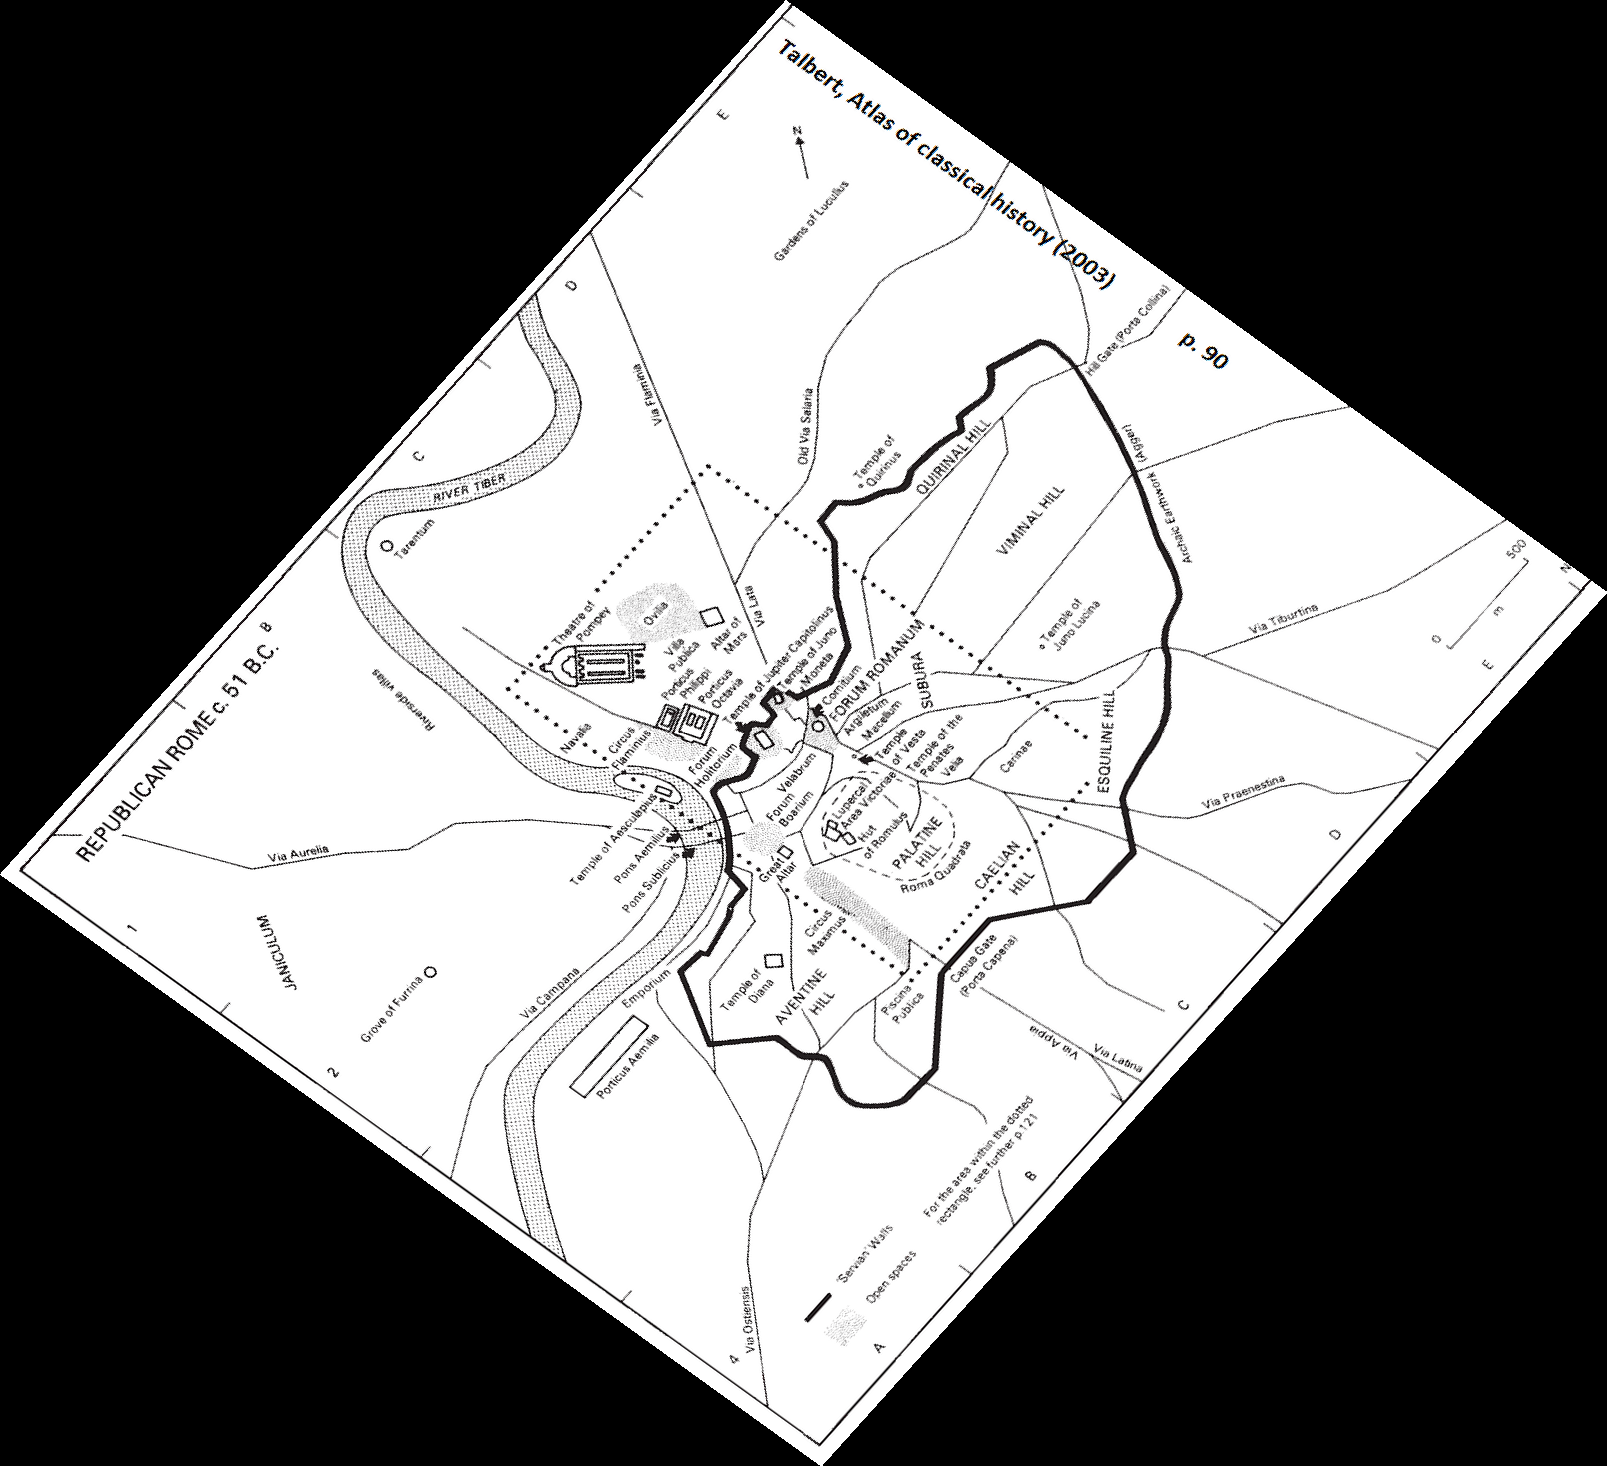 Talbert, Atlas of classical history (2003)
p. 90
REPUBLICAN ROME c. 51 B.C.
E
D
C
B
N
Gardens of Lucullus
Via Flaminia
Old Via Salaria
Hill Gate (Porta Collina)
RIVER TIBER
Tarentum
Temple of
Quirinus
QUIRINAL HILL
VIMINAL HILL
Archaic Earthwork (Agger)
Riverside villas
Theatre of
Pompey
Ovilia
Villa
Publica
Altar of
Mars
Via Lata
Porticus
Philippi
Porticus
Octavia
Temple of Jupiter Capitolinus
Temple of Juno
Moneta
Comitium
FORUM ROMANUM
SUBURA
Argiletum
Macellum
Temple of
Juno Lucina
Via Tiburtina
0
500
m
N
Navalia
Circus
Flaminius
Forum
Holitorium
Velabrum
Forum
Boarium
Temple
of Vesta
Temple of the
Penates
Velia
Carinae
ESQUILINE HILL
Via Praenestina
Lupercal
Area Victoriae
Hut
of Romulus
PALATINE
HILL
Roma Quadrata
CAELIAN
HILL
Via Aurelia
Temple of Aesculapius
Pons Aemilius
Pons Sublicius
Great
Altar
Circus
Maximus
JANICULUM
Grove of Furrina
Via Campana
Emporium
Porticus Aemilia
Temple of
Diana
AVENTINE
HILL
Piscina
Publica
Capua Gate
(Porta Capena)
Via Appia
Via Latina
Via Ostiensis
'Servian' Walls
Open spaces
For the area within the dotted
rectangle, see further p.121
1
2
4
A
B
C
D
E